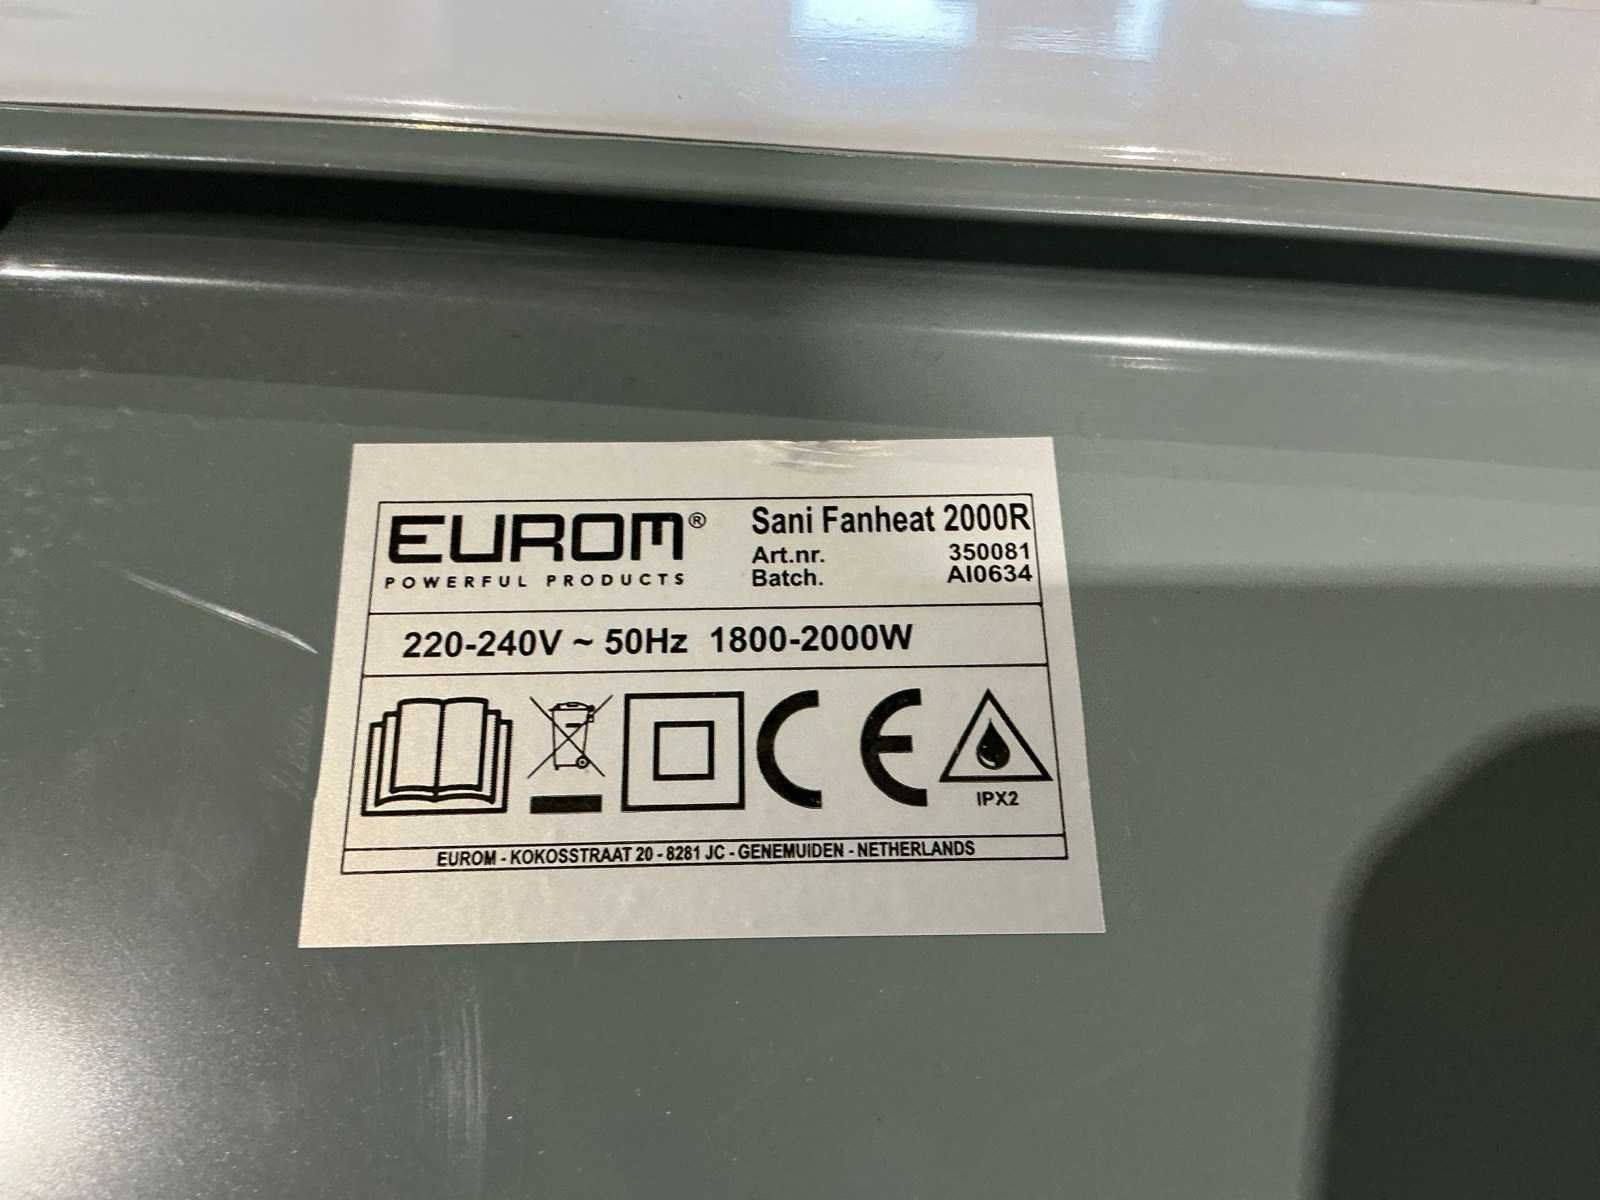 EUROM®
POWERFUL PRODUCTS
Sani Fanheat 2000R
Art.nr. 350081
Batch. AI0634
220-240V ~ 50Hz 1800-2000W
CE
IPX2
EUROM - KOKOSSTRAAT 20 - 8281 JC - GENEMUIDEN - NETHERLANDS